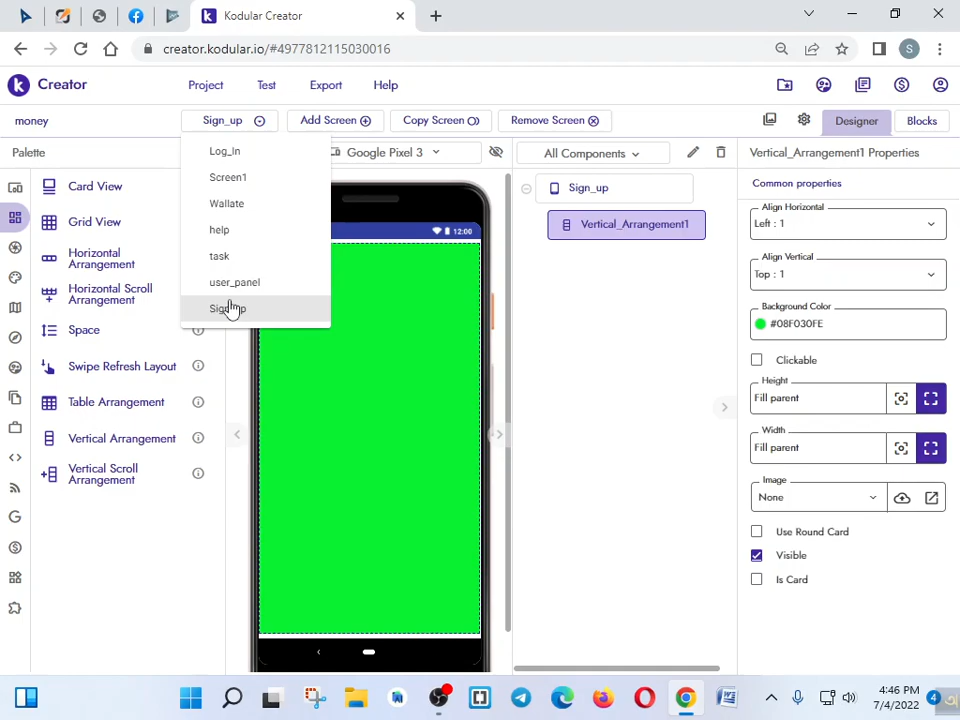 Kodular Creator
creator.kodular.io/#4977812115030016
S
Creator
Project
Test
Export
Help
money
Sign_up
Add Screen
Copy Screen
Remove Screen
Designer
Blocks
Palette
Log_In
Screen1
Wallate
help
task
user_panel
Google Pixel 3
All Components
Vertical_Arrangement1 Properties
Card View
Grid View
Horizontal
Arrangement
Horizontal Scroll
Arrangement
Space
Swipe Refresh Layout
Table Arrangement
Vertical Arrangement
Vertical Scroll
Arrangement
12:00
Sign_up
Vertical_Arrangement1
Common properties
Align Horizontal
Left : 1
Align Vertical
Top : 1
Background Color
#08F030FE
Clickable
Height
Fill parent
Width
Fill parent
Image
None
Use Round Card
Visible
Is Card
4:46 PM
7/4/2022
4